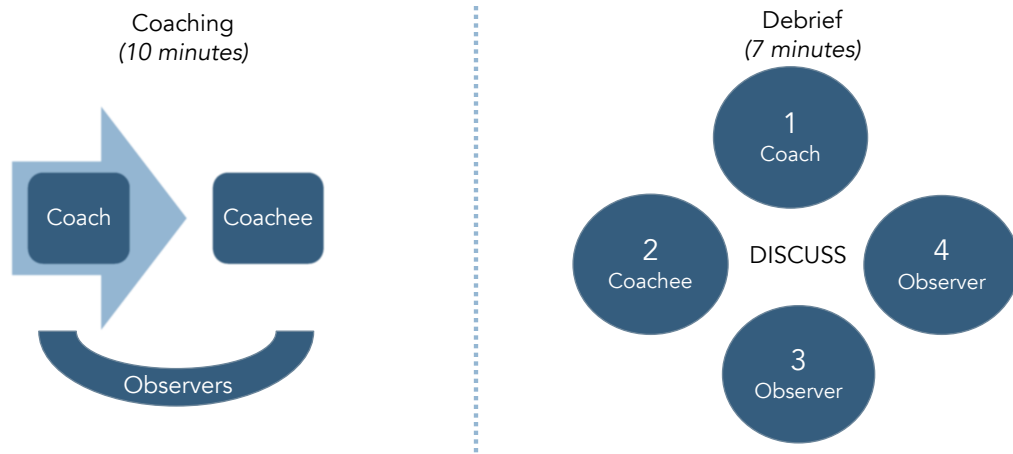 Coaching
(10 minutes)
Coach
Coachee
Observers
Debrief
(7 minutes)
1
Coach
2
Coachee
DISCUSS
4
Observer
3
Observer